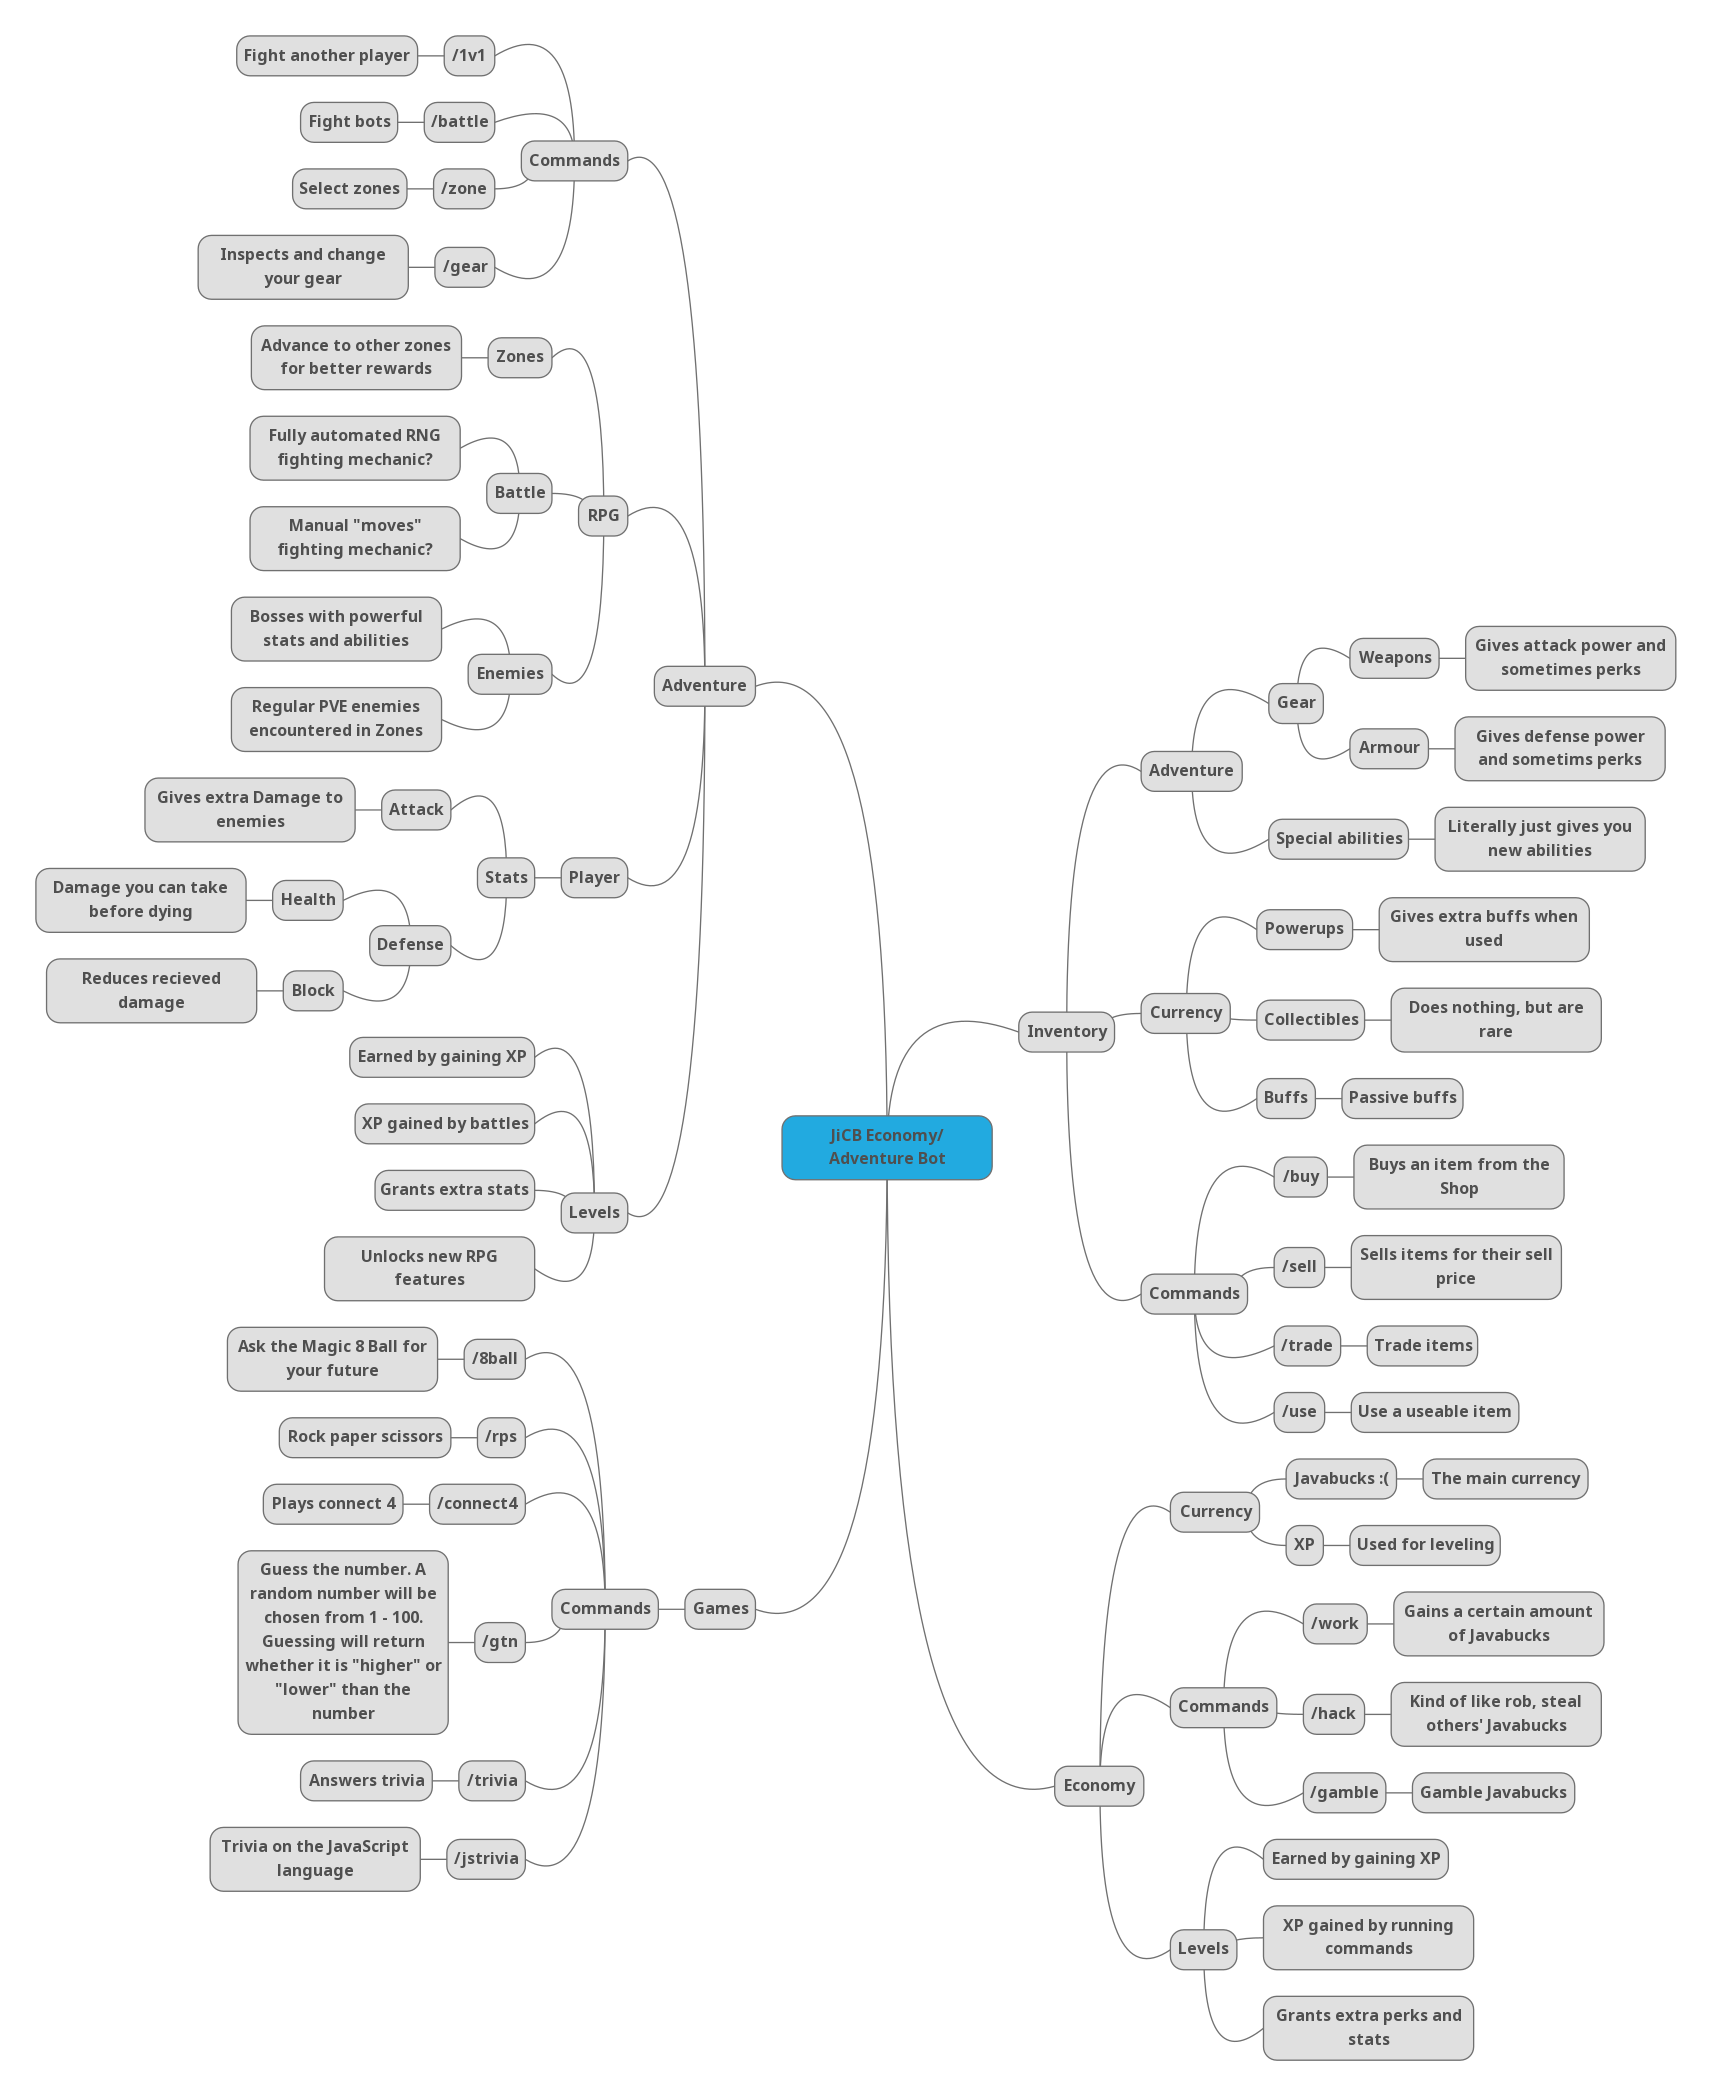 JiCB Economy/
Adventure Bot
Adventure
Commands
/1v1
Fight another player
/battle
Fight bots
/zone
Select zones
/gear
Inspects and change
your gear
RPG
Zones
Advance to other zones
for better rewards
Battle
Fully automated RNG
fighting mechanic?
Manual "moves"
fighting mechanic?
Enemies
Bosses with powerful
stats and abilities
Regular PVE enemies
encountered in Zones
Player
Stats
Attack
Gives extra Damage to
enemies
Defense
Health
Damage you can take
before dying
Block
Reduces recieved
damage
Levels
Earned by gaining XP
XP gained by battles
Grants extra stats
Unlocks new RPG
features
Games
Commands
/8ball
Ask the Magic 8 Ball for
your future
/rps
Rock paper scissors
/connect4
Plays connect 4
/gtn
Guess the number. A
random number will be
chosen from 1 - 100.
Guessing will return
whether it is "higher" or
"lower" than the
number
/trivia
Answers trivia
/jstrivia
Trivia on the JavaScript
language
Inventory
Adventure
Gear
Weapons
Gives attack power and
sometimes perks
Armour
Gives defense power
and sometims perks
Special abilities
Literally just gives you
new abilities
Currency
Powerups
Gives extra buffs when
used
Collectibles
Does nothing, but are
rare
Buffs
Passive buffs
Commands
/buy
Buys an item from the
Shop
/sell
Sells items for their sell
price
/trade
Trade items
/use
Use a useable item
Economy
Currency
Javabucks :(
The main currency
XP
Used for leveling
Commands
/work
Gains a certain amount
of Javabucks
/hack
Kind of like rob, steal
others' Javabucks
/gamble
Gamble Javabucks
Levels
Earned by gaining XP
XP gained by running
commands
Grants extra perks and
stats